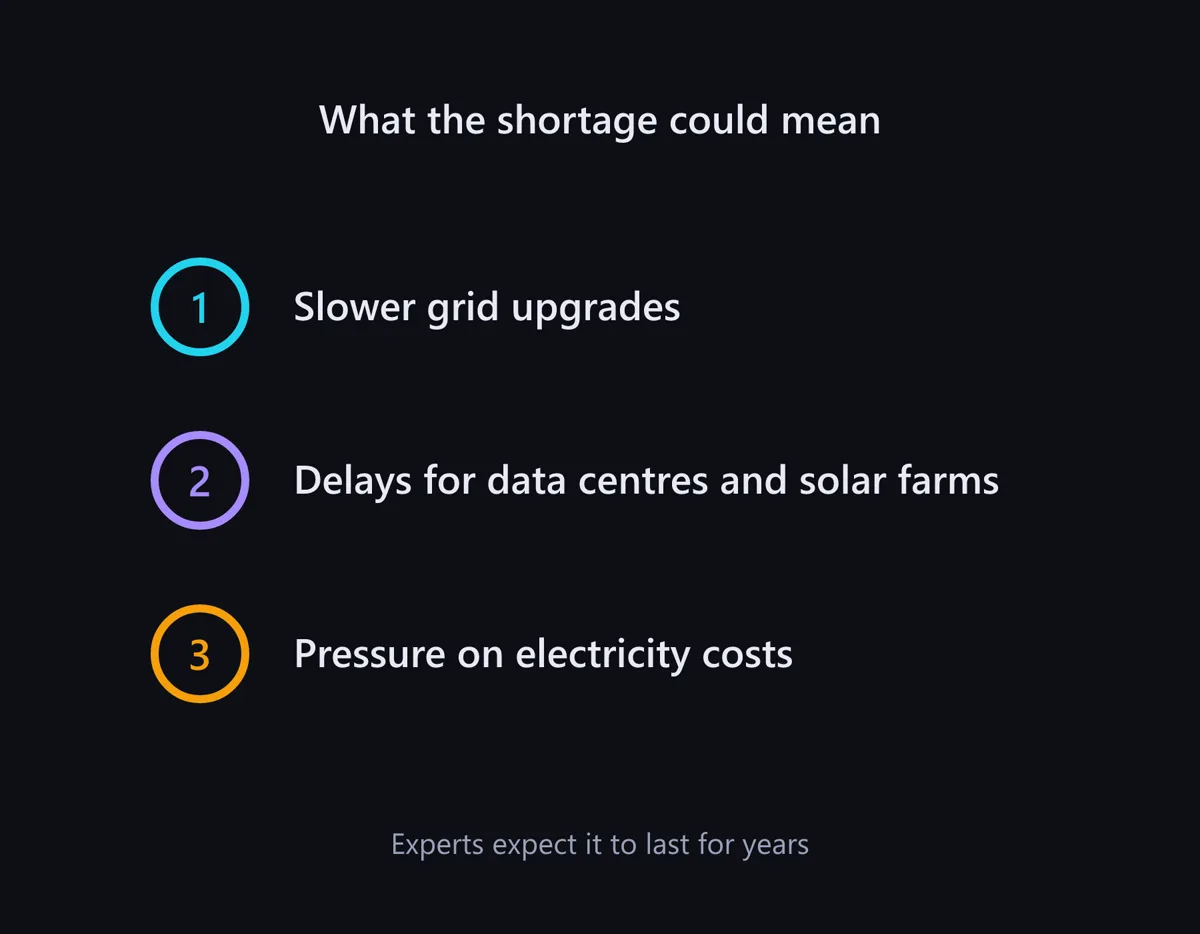 What the shortage could mean
1 Slower grid upgrades
2 Delays for data centres and solar farms
3 Pressure on electricity costs
Experts expect it to last for years